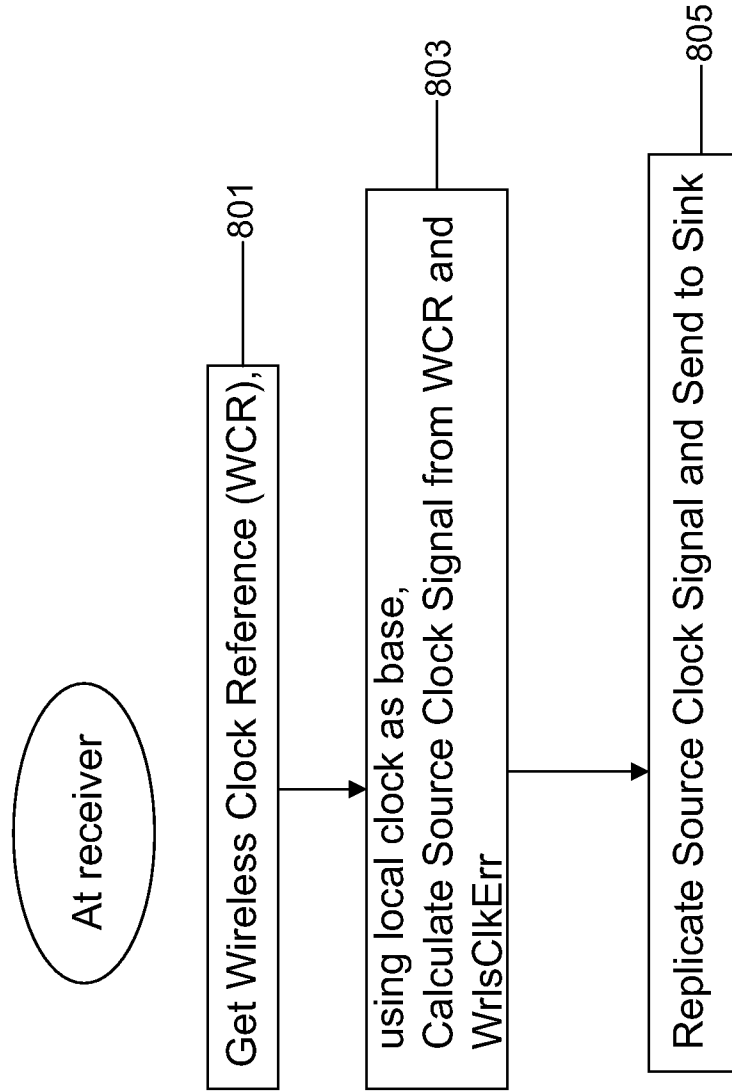 At receiver
Get Wireless Clock Reference (WCR),
801
using local clock as base,
Calculate Source Clock Signal from WCR and
WrlsClkErr
803
Replicate Source Clock Signal and Send to Sink
805